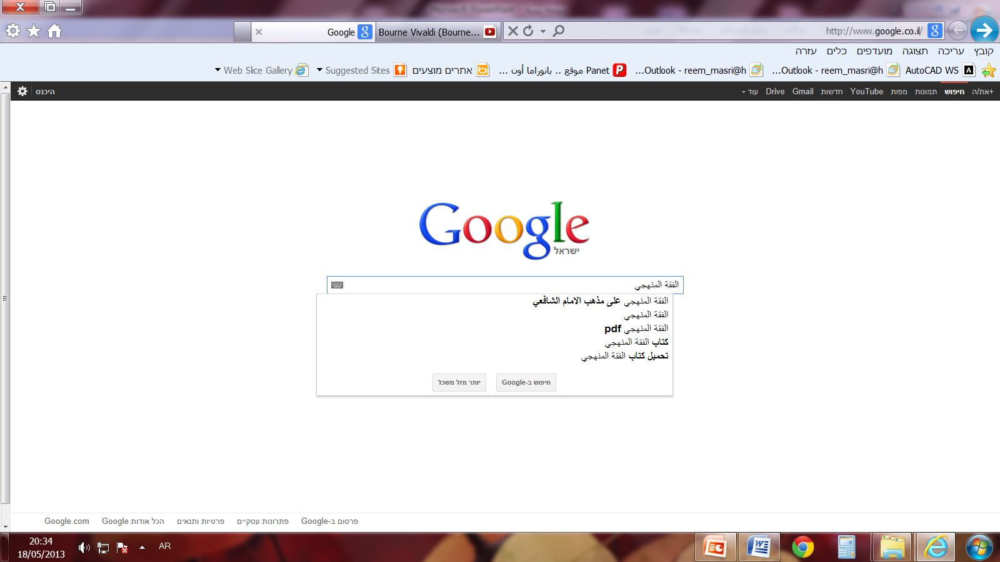 Google
Bourne Vivaldi (Bourne...
http://www.google.co.il/
קובץ עריכה תצוגה מועדפים כלים עזרה
AutoCAD WS
Outlook - reem_masri@h...
Outlook - reem_masri@h...
Panet موقع .. بانوراما أون ...
אתרים מוצעים
Suggested Sites
Web Slice Gallery
+את/ה חיפוש תמונות מפות YouTube חדשות Gmail Drive עוד
היכנס
Google
ישראל
الفقة المنهجي
الفقة المنهجي على مذهب الامام الشافعي
الفقة المنهجي
الفقة المنهجي pdf
كتاب الفقة المنهجي
تحميل كتاب الفقة المنهجي
חיפוש ב-Google
יותר מזל משכל
פרסום ב-Google
פתרונות עסקיים
פרטיות ותנאים
הכל אודות Google
Google.com
AR
20:34
18/05/2013